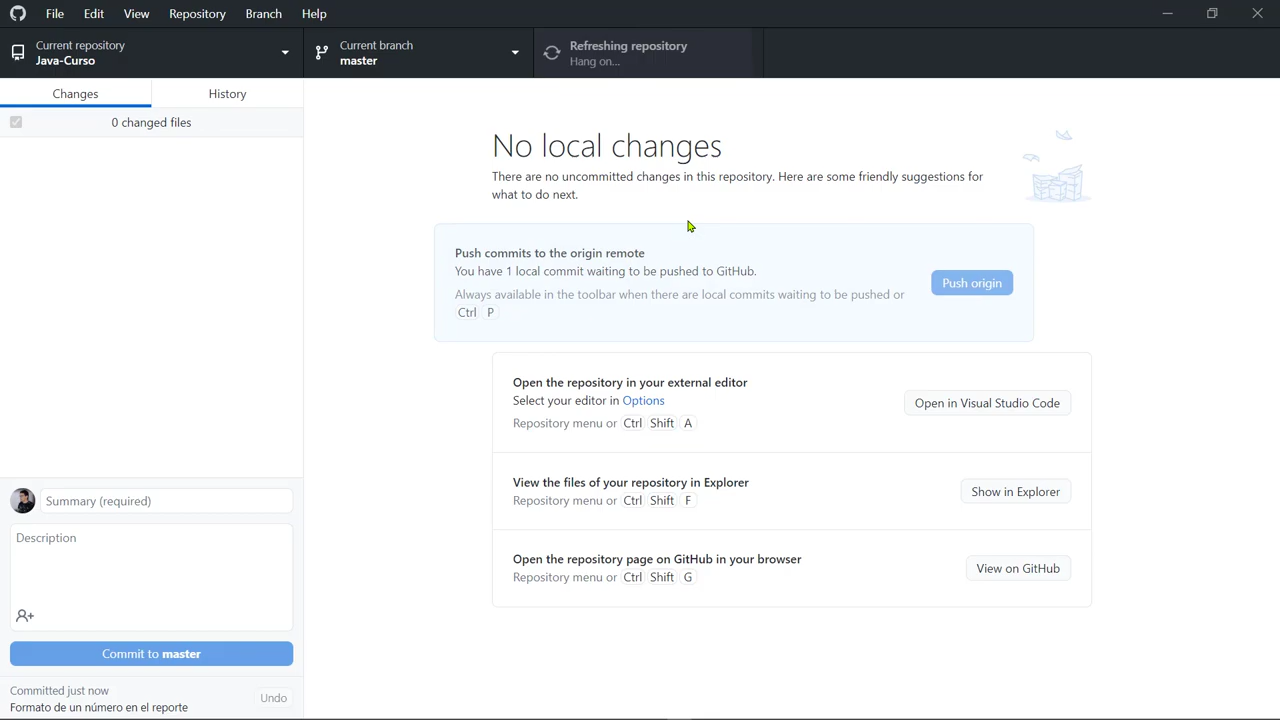 File Edit View Repository Branch Help
Current repository
Java-Curso
Current branch
master
Refreshing repository
Hang on...
Changes History
0 changed files
No local changes
There are no uncommitted changes in this repository. Here are some friendly suggestions for
what to do next.
Push commits to the origin remote
You have 1 local commit waiting to be pushed to GitHub.
Always available in the toolbar when there are local commits waiting to be pushed or
Ctrl P
Push origin
Open the repository in your external editor
Select your editor in Options
Repository menu or Ctrl Shift A
Open in Visual Studio Code
View the files of your repository in Explorer
Repository menu or Ctrl Shift F
Show in Explorer
Open the repository page on GitHub in your browser
Repository menu or Ctrl Shift G
View on GitHub
Summary (required)
Description
Commit to master
Committed just now
Formato de un número en el reporte
Undo